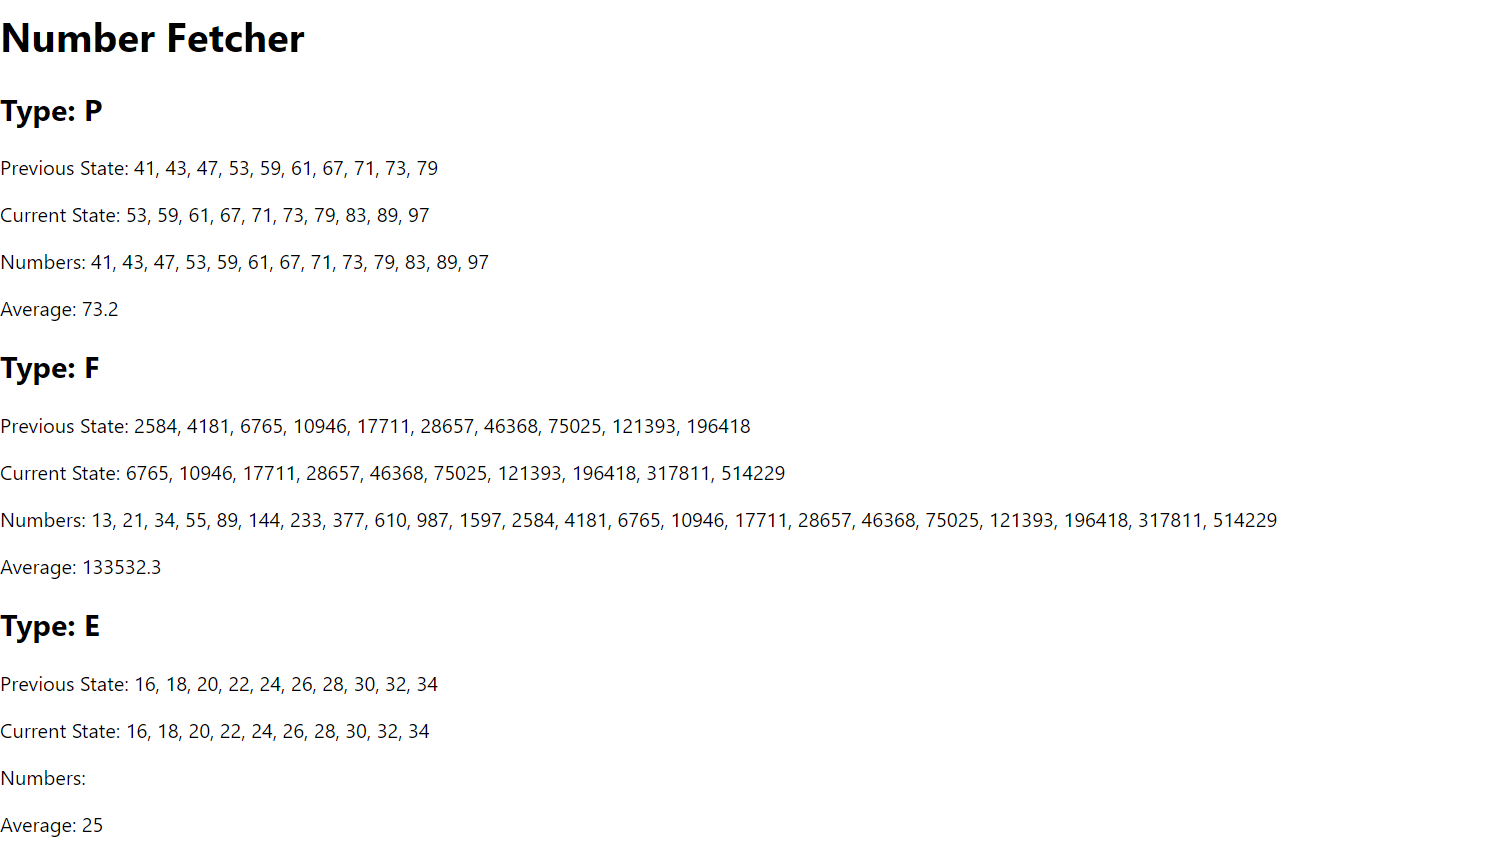 Number Fetcher
Type: P
Previous State: 41, 43, 47, 53, 59, 61, 67, 71, 73, 79
Current State: 53, 59, 61, 67, 71, 73, 79, 83, 89, 97
Numbers: 41, 43, 47, 53, 59, 61, 67, 71, 73, 79, 83, 89, 97
Average: 73.2
Type: F
Previous State: 2584, 4181, 6765, 10946, 17711, 28657, 46368, 75025, 121393, 196418
Current State: 6765, 10946, 17711, 28657, 46368, 75025, 121393, 196418, 317811, 514229
Numbers: 13, 21, 34, 55, 89, 144, 233, 377, 610, 987, 1597, 2584, 4181, 6765, 10946, 17711, 28657, 46368, 75025, 121393, 196418, 317811, 514229
Average: 133532.3
Type: E
Previous State: 16, 18, 20, 22, 24, 26, 28, 30, 32, 34
Current State: 16, 18, 20, 22, 24, 26, 28, 30, 32, 34
Numbers:
Average: 25